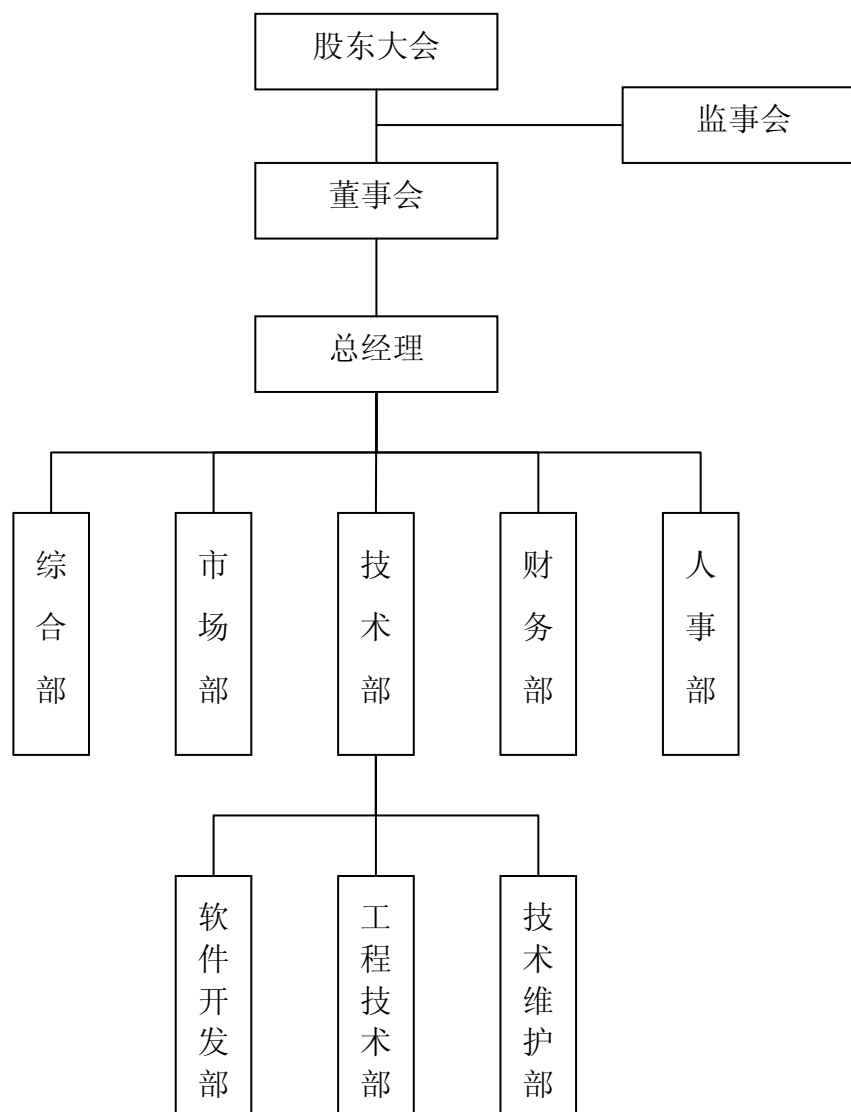 股东大会
监事会
董事会
总经理
综合部
市场部
技术部
财务部
人事部
软件开发部
工程技术部
技术维护部